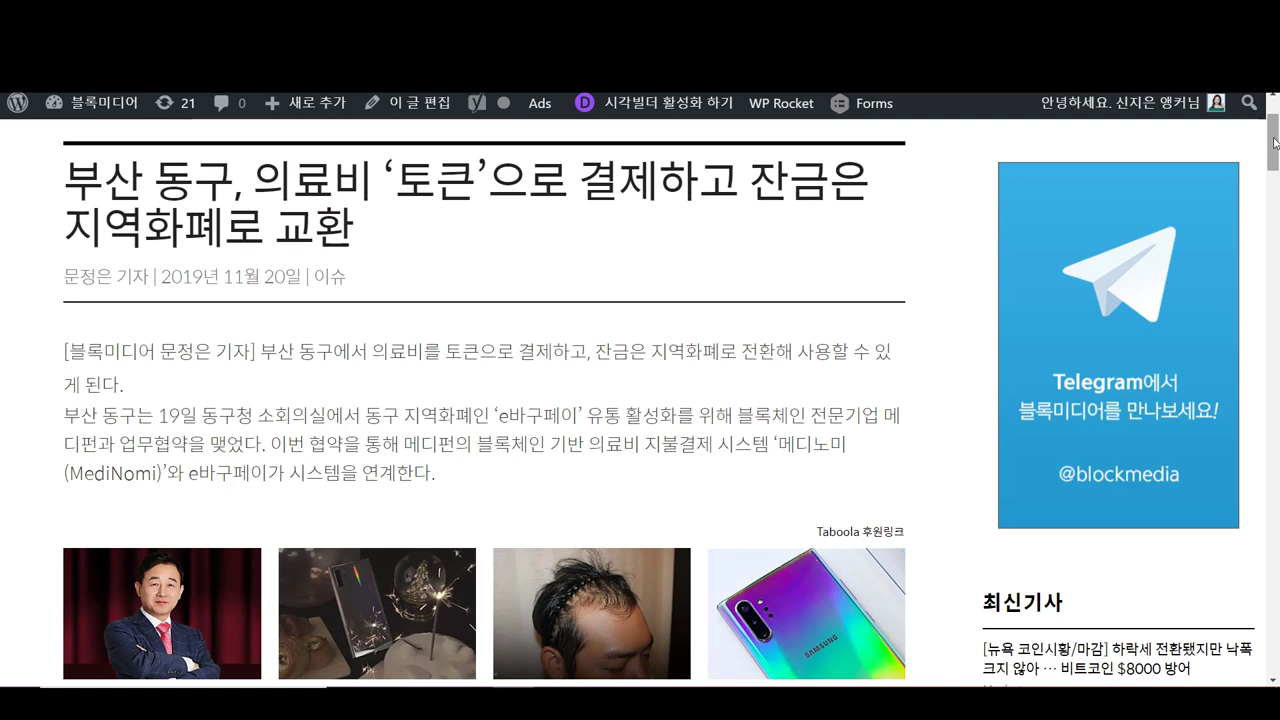 블록미디어 21 0 새로 추가 이 글 편집 Ads 시각빌더 활성화 하기 WP Rocket Forms 안녕하세요. 신지은 앵커님
부산 동구, 의료비 ‘토큰’으로 결제하고 잔금은
지역화폐로 교환
문정은 기자 | 2019년 11월 20일 | 이슈
[블록미디어 문정은 기자] 부산 동구에서 의료비를 토큰으로 결제하고, 잔금은 지역화폐로 전환해 사용할 수 있
게 된다.
부산 동구는 19일 동구청 소회의실에서 동구 지역화폐인 ‘e바구페이’ 유통 활성화를 위해 블록체인 전문기업 메
디펀과 업무협약을 맺었다. 이번 협약을 통해 메디펀의 블록체인 기반 의료비 지불결제 시스템 ‘메디노미
(MediNomi)’와 e바구페이가 시스템을 연계한다.
Taboola 후원링크
SAMSUNG
Telegram에서
블록미디어를 만나보세요!
@blockmedia
최신기사
[뉴욕 코인시황/마감] 하락세 전환됐지만 낙폭
크지 않아 … 비트코인 $8000 방어